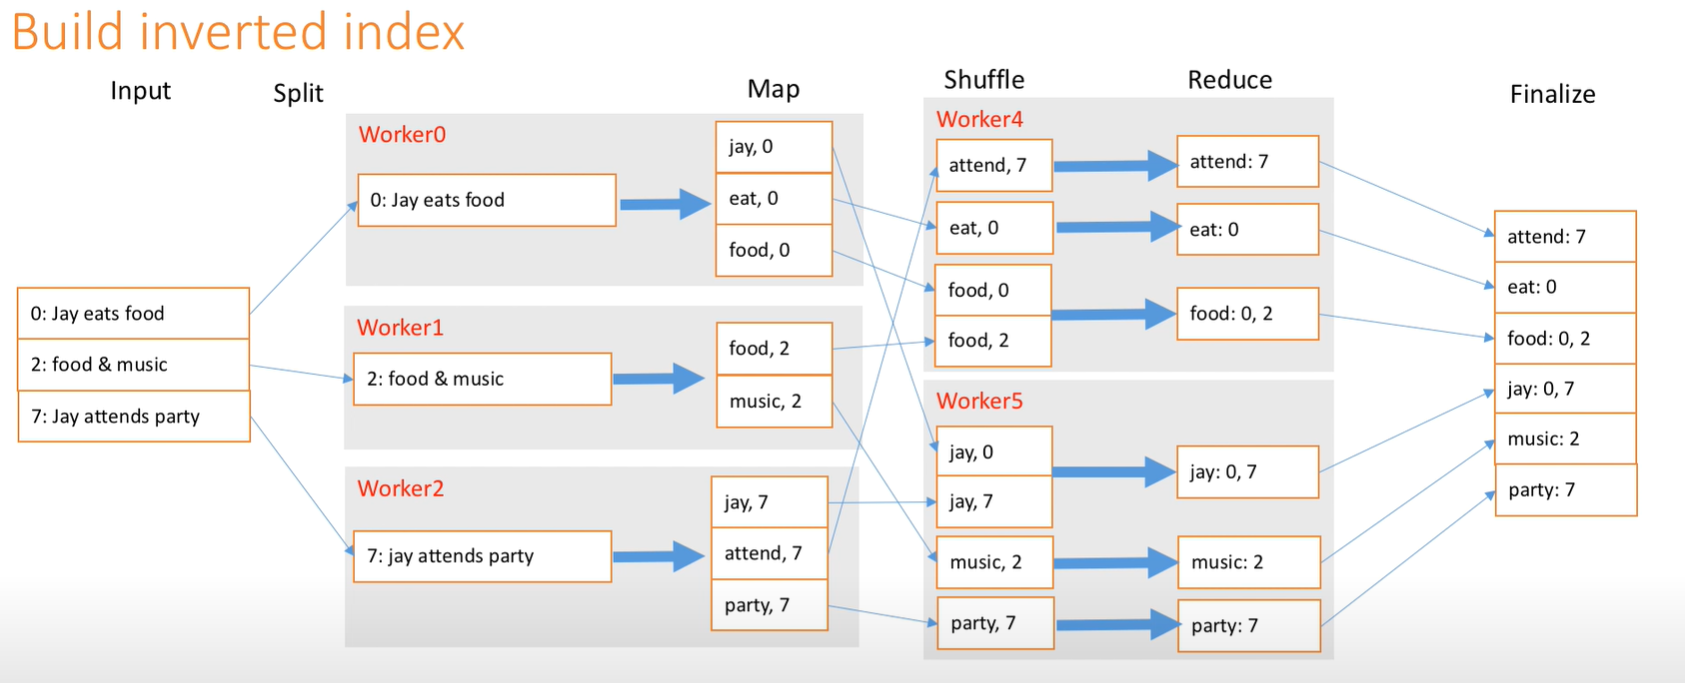 Build inverted index
Input
Split
Map
Shuffle
Reduce
Finalize
0: Jay eats food
2: food & music
7: Jay attends party
Worker0
0: Jay eats food
jay, 0
eat, 0
food, 0
Worker1
2: food & music
food, 2
music, 2
Worker2
7: jay attends party
jay, 7
attend, 7
party, 7
Worker4
attend, 7
attend: 7
eat, 0
eat: 0
food, 0
food, 2
food: 0, 2
Worker5
jay, 0
jay, 7
jay: 0, 7
music, 2
music: 2
party, 7
party: 7
attend: 7
eat: 0
food: 0, 2
jay: 0, 7
music: 2
party: 7